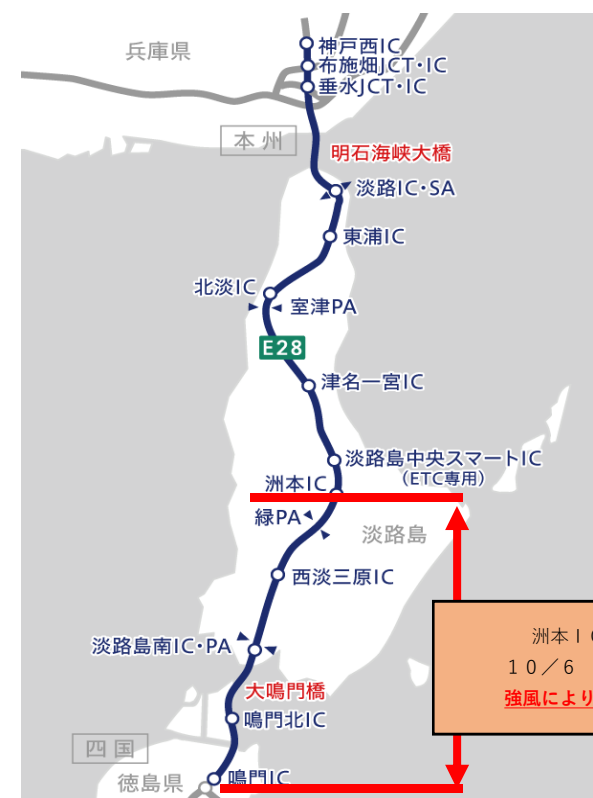 兵庫県
神戸西IC
布施畑JCT・IC
垂水JCT・IC
本州
明石海峡大橋
淡路IC・SA
東浦IC
北淡IC
室津PA
E28
津名一宮IC
淡路島中央スマートIC
（ETC専用）
洲本IC
緑PA
淡路島
西淡三原IC
洲本ＩＣ
１０／６
強風により
淡路島南IC・PA
大鳴門橋
鳴門北IC
四国
徳島県
鳴門IC